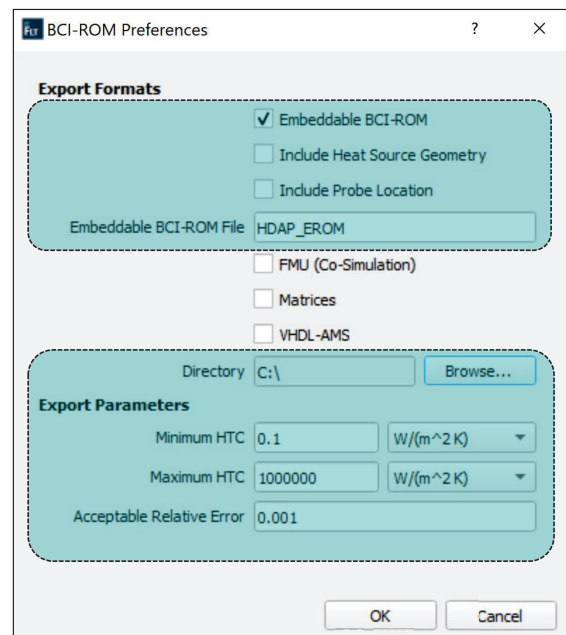 FLT BCI-ROM Preferences ? ×
Export Formats
Embeddable BCI-ROM
Include Heat Source Geometry
Include Probe Location
Embeddable BCI-ROM File HDAP_EROM
FMU (Co-Simulation)
Matrices
VHDL-AMS
Directory C:\ Browse...
Export Parameters
Minimum HTC 0.1 W/(m^2 K)
Maximum HTC 1000000 W/(m^2 K)
Acceptable Relative Error 0.001
OK Cancel